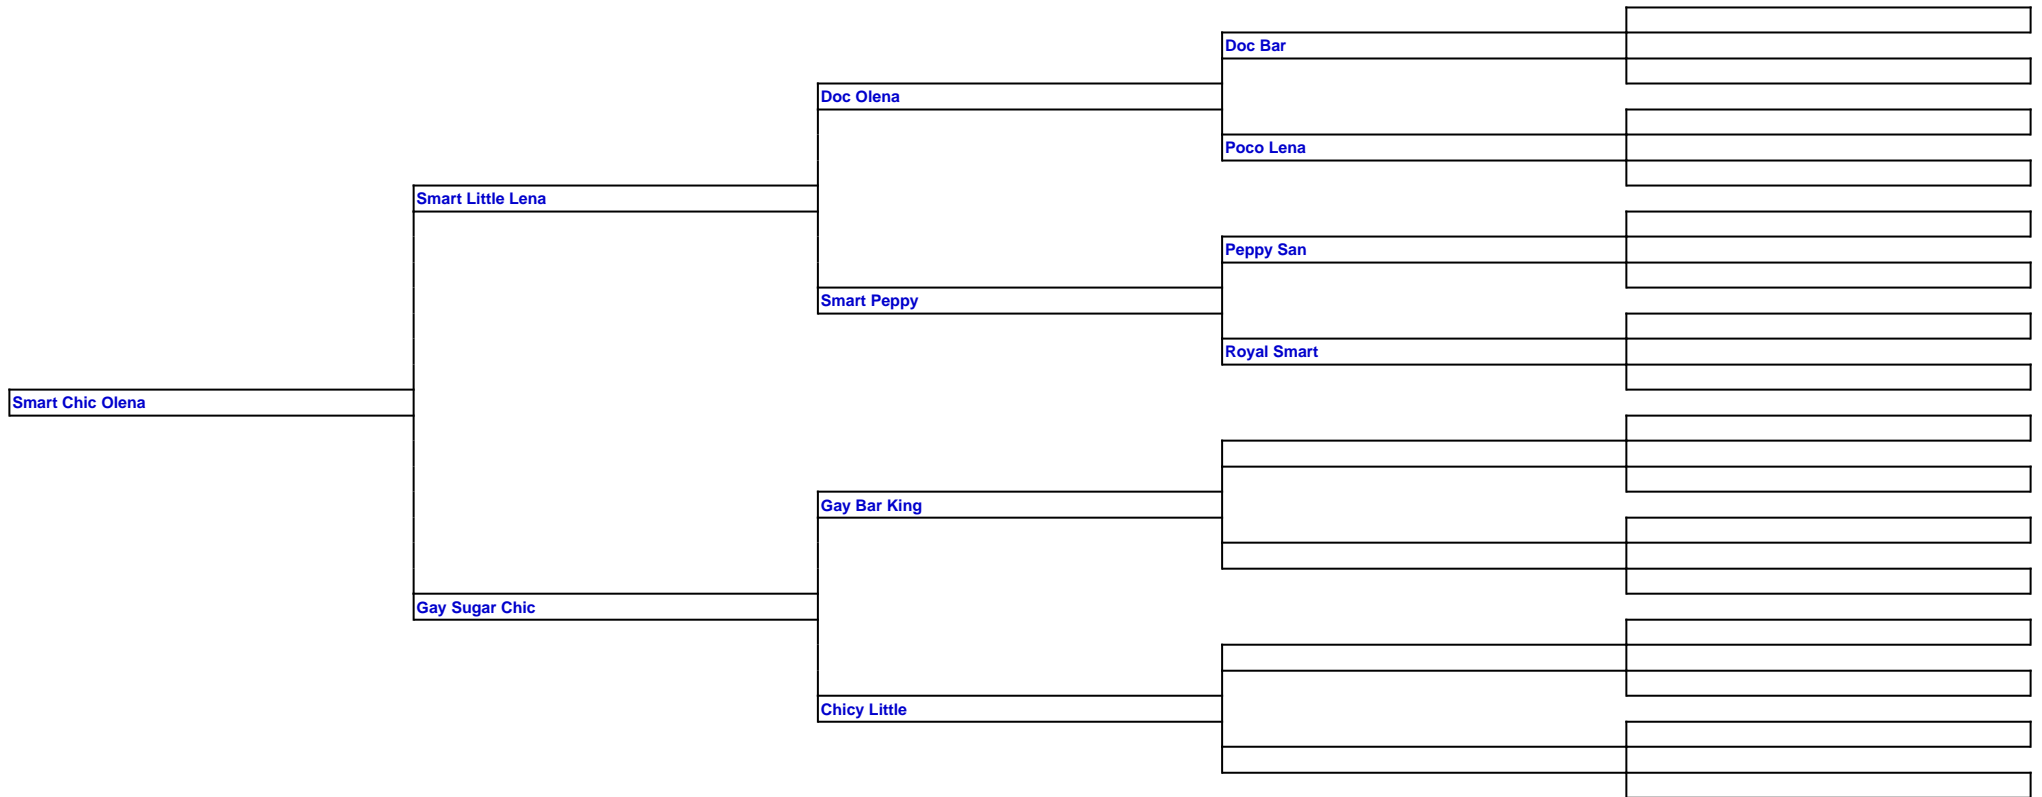 Doc Bar
Doc Olena
Poco Lena
Smart Little Lena
Peppy San
Smart Peppy
Royal Smart
Smart Chic Olena
Gay Bar King
Gay Sugar Chic
Chicy Little